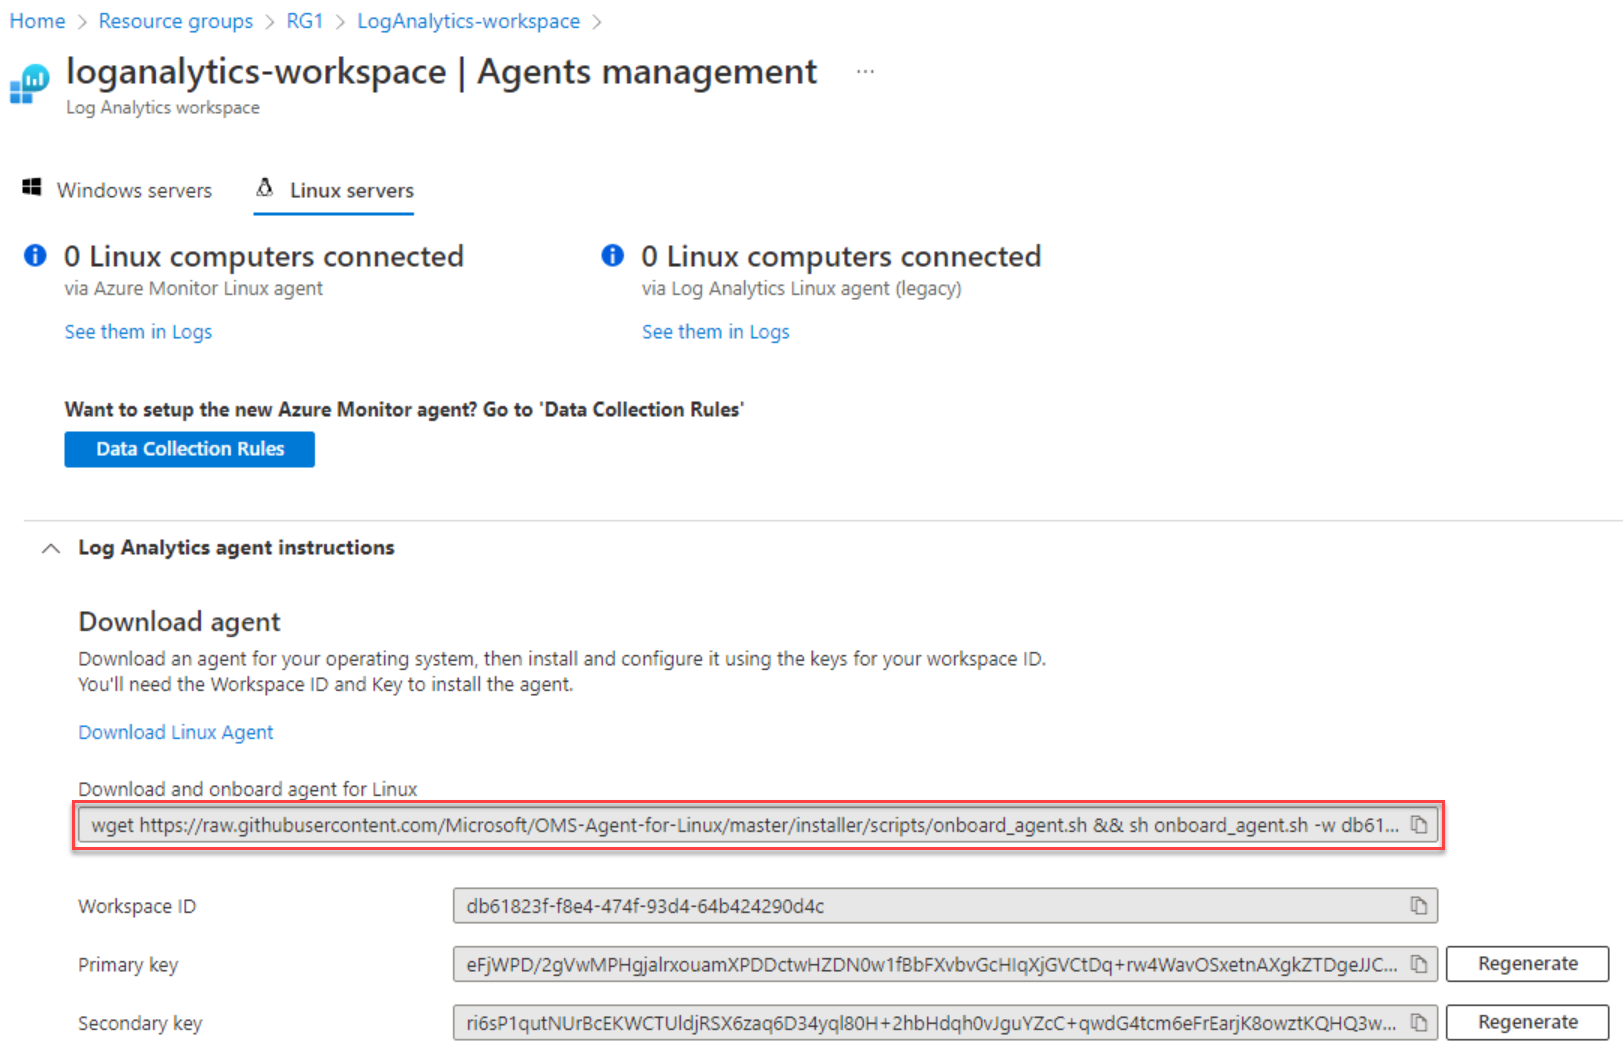 Home > Resource groups > RG1 > LogAnalytics-workspace >
loganalytics-workspace | Agents management ...
Log Analytics workspace
Windows servers Linux servers
0 Linux computers connected 0 Linux computers connected
via Azure Monitor Linux agent via Log Analytics Linux agent (legacy)
See them in Logs See them in Logs
Want to setup the new Azure Monitor agent? Go to 'Data Collection Rules'
Data Collection Rules
Log Analytics agent instructions
Download agent
Download an agent for your operating system, then install and configure it using the keys for your workspace ID.
You'll need the Workspace ID and Key to install the agent.
Download Linux Agent
Download and onboard agent for Linux
wget https://raw.githubusercontent.com/Microsoft/OMS-Agent-for-Linux/master/installer/scripts/onboard_agent.sh && sh onboard_agent.sh -w db61...
Workspace ID db61823f-f8e4-474f-93d4-64b424290d4c
Primary key eFjWPD/2gVwMPHgjalrxouamXPDDctwHZDN0w1fBbFXvbvGcHIqXjGVCtDq+rw4WavOSxetnAXgkZTDgeJJC... Regenerate
Secondary key ri6sP1qutNUrBcEKWCTUldjRSX6zaq6D34yql80H+2hbHdqh0vJguYZcC+qwdG4tcm6eFrEarjK8owztKQHQ3w... Regenerate